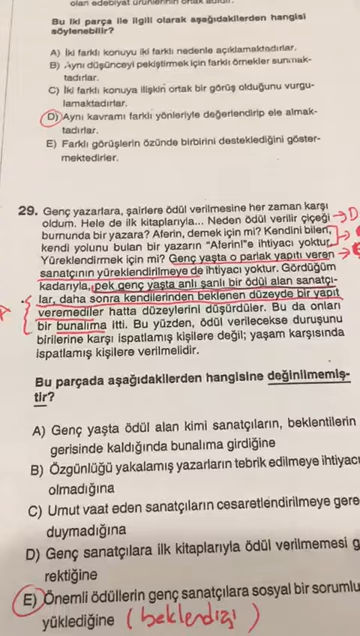 Bu iki parça ile ilgili olarak aşağıdakilerden hangisi
söylenebilir?
A) İki farklı konuyu iki farklı nedenle açıklamaktadırlar.
B) Aynı düşünceyi pekiştirmek için farklı örnekler sunmak-
tadırlar.
C) İki farklı konuya ilişkin ortak bir görüş olduğunu vurgu-
lamaktadırlar.
D) Aynı kavramı farklı yönleriyle değerlendirip ele almak-
tadırlar.
E) Farklı görüşlerin özünde birbirini desteklediğini göster-
mektedirler.
29. Genç yazarlara, şairlere ödül verilmesine her zaman karşı
oldum. Hele de ilk kitaplarıyla... Neden ödül verilir çiçeği → D
burnunda bir yazara? Aferin, demek için mi? Kendini bilen,
kendi yolunu bulan bir yazarın "Aferin!"e ihtiyacı yoktur.
Yüreklendirmek için mi? Genç yaşta o parlak yapıtı veren →
sanatçının yüreklendirilmeye de ihtiyacı yoktur. Gördüğüm
kadarıyla, pek genç yaşta anlı şanlı bir ödül alan sanatçı-
lar, daha sonra kendilerinden beklenen düzeyde bir yapıt
veremediler hatta düzeylerini düşürdüler. Bu da onları
bir bunalıma itti. Bu yüzden, ödül verilecekse duruşunu
birilerine karşı ispatlamış kişilere değil; yaşam karşısında
ispatlamış kişilere verilmelidir.
Bu parçada aşağıdakilerden hangisine değinilmemiş-
tir?
A) Genç yaşta ödül alan kimi sanatçıların, beklentilerin
gerisinde kaldığında bunalıma girdiğine
B) Özgünlüğü yakalamış yazarların tebrik edilmeye ihtiyacı
olmadığına
C) Umut vaat eden sanatçıların cesaretlendirilmeye gere
duymadığına
D) Genç sanatçılara ilk kitaplarıyla ödül verilmemesi g
rektiğine
E) Önemli ödüllerin genç sanatçılara sosyal bir sorumlu
yüklediğine (beklendiği)